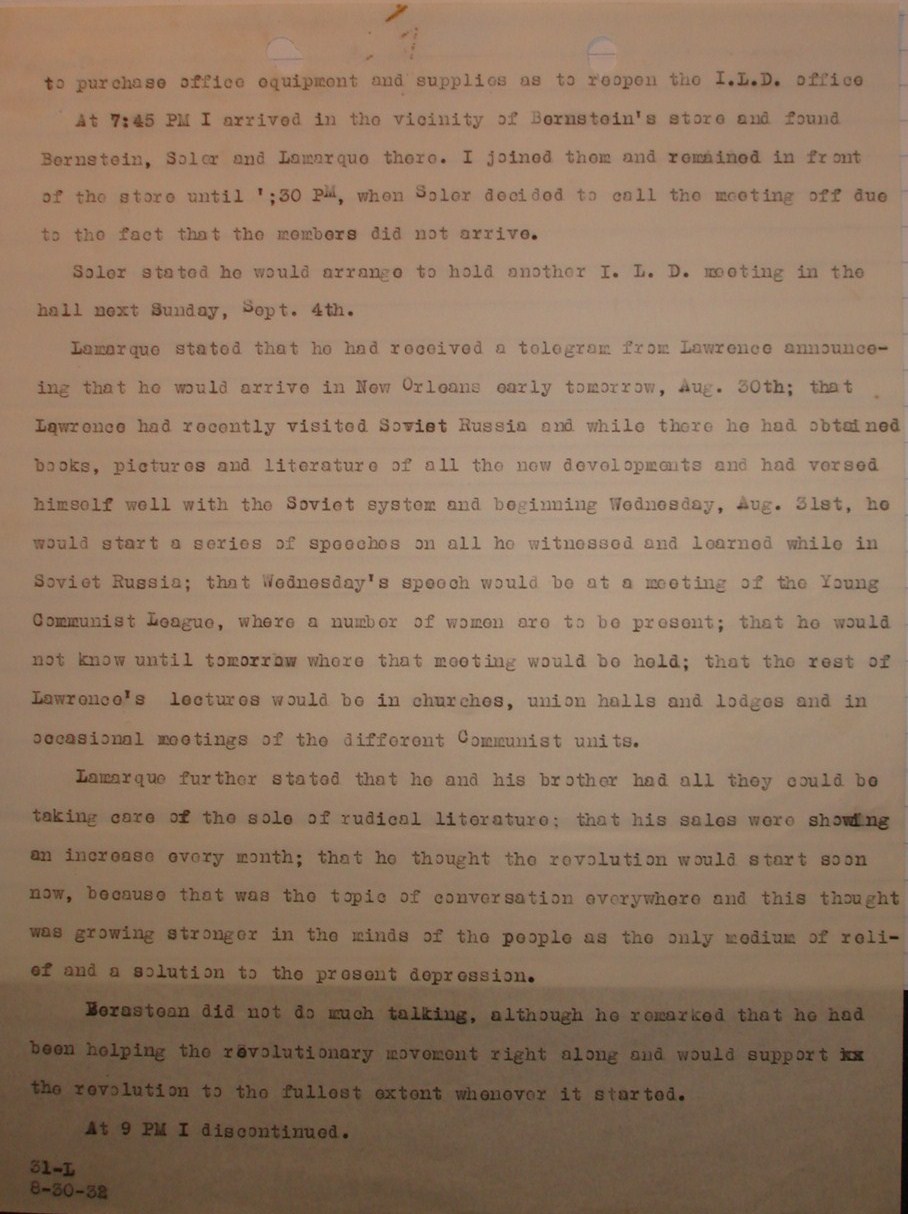 to purchase office equipment and supplies as to reopen the I.L.D. office
At 7:45 PM I arrived in the vicinity of Bernstein's store and found
Bernstein, Soler and Lamarque there. I joined them and remained in front
of the store until ';30 PM, when Soler decided to call the meeting off due
to the fact that the members did not arrive.
Soler stated he would arrange to hold another I. L. D. meeting in the
hall next Sunday, Sept. 4th.
Lamarque stated that he had received a telegram from Lawrence announce-
ing that he would arrive in New Orleans early tomorrow, Aug. 30th; that
Lawrence had recently visited Soviet Russia and while there he had obtained
books, pictures and literature of all the new developments and had versed
himself well with the Soviet system and beginning Wednesday, Aug. 31st, he
would start a series of speeches on all he witnessed and learned while in
Soviet Russia; that Wednesday's speech would be at a meeting of the Young
Communist League, where a number of women are to be present; that he would
not know until tomorrow where that meeting would be held; that the rest of
Lawrence's lectures would be in churches, union halls and lodges and in
occasional meetings of the different Communist units.
Lamarque further stated that he and his brother had all they could be
taking care of the sale of rudical literature; that his sales were showing
an increase every month; that he thought the revolution would start soon
now, because that was the topic of conversation everywhere and this thought
was growing stronger in the minds of the people as the only medium of reli-
ef and a solution to the present depression.
Berastean did not do much talking, although he remarked that he had
been helping the revolutionary movement right along and would support xx
the revolution to the fullest extent whenever it started.
At 9 PM I discontinued.
31-L
8-30-32